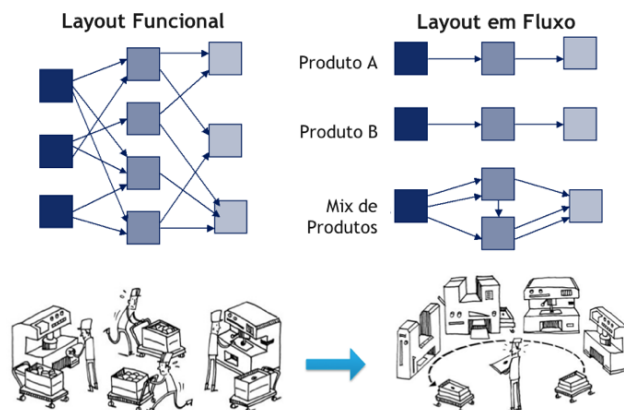 Layout Funcional
Layout em Fluxo
Produto A
Produto B
Mix de
Produtos